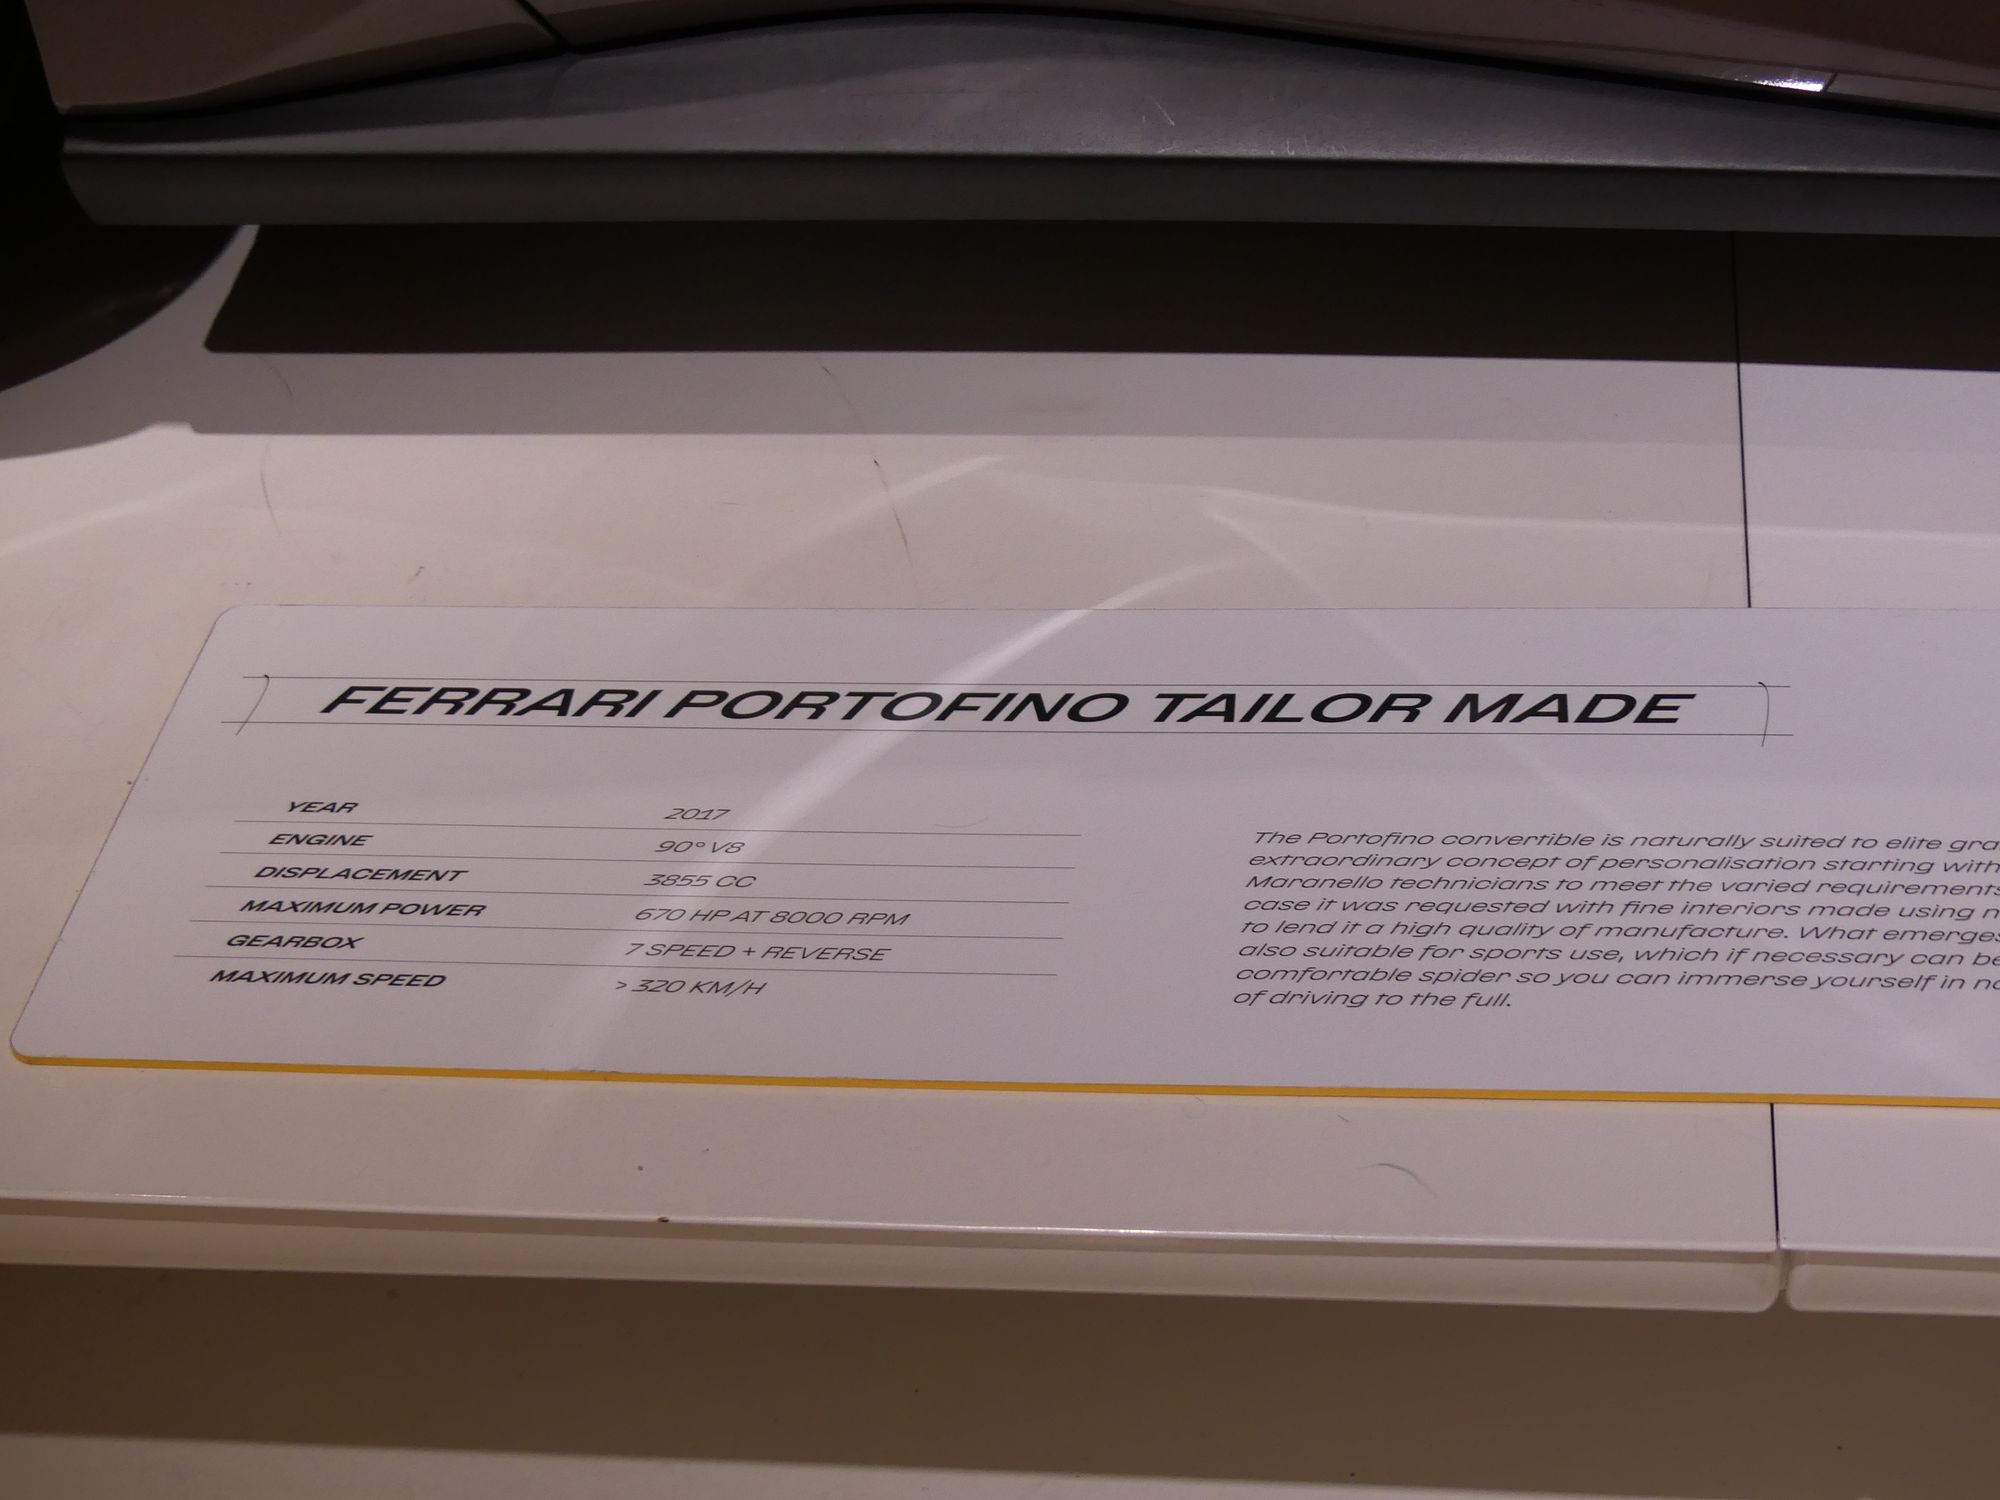 FERRARI PORTOFINO TAILOR MADE
YEAR 2017
ENGINE 90° V8
DISPLACEMENT 3855 CC
MAXIMUM POWER 670 HP AT 8000 RPM
GEARBOX 7 SPEED + REVERSE
MAXIMUM SPEED > 320 KM/H
The Portofino convertible is naturally suited to elite
extraordinary concept of personalisation starting with
Maranello technicians to meet the varied requirements
case it was requested with fine interiors made using
to lend it a high quality of manufacture. What emerges
also suitable for sports use, which if necessary can be
comfortable spider so you can immerse yourself in
of driving to the full.